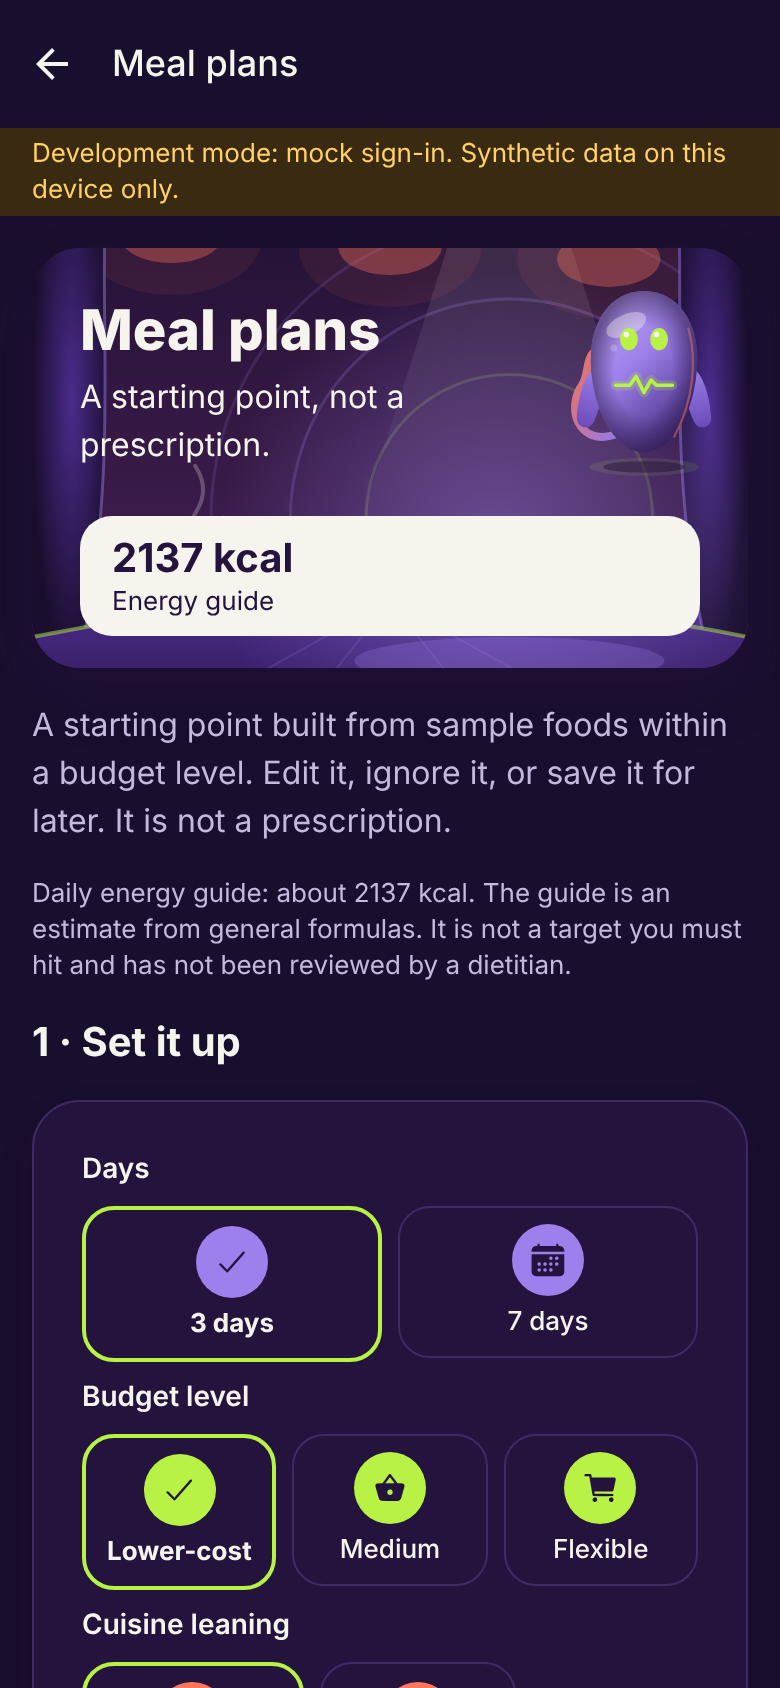 Meal plans
Development mode: mock sign-in. Synthetic data on this
device only.
Meal plans
A starting point, not a
prescription.
2137 kcal
Energy guide
A starting point built from sample foods within
a budget level. Edit it, ignore it, or save it for
later. It is not a prescription.
Daily energy guide: about 2137 kcal. The guide is an
estimate from general formulas. It is not a target you must
hit and has not been reviewed by a dietitian.
1 · Set it up
Days
3 days
7 days
Budget level
Lower-cost
Medium
Flexible
Cuisine leaning